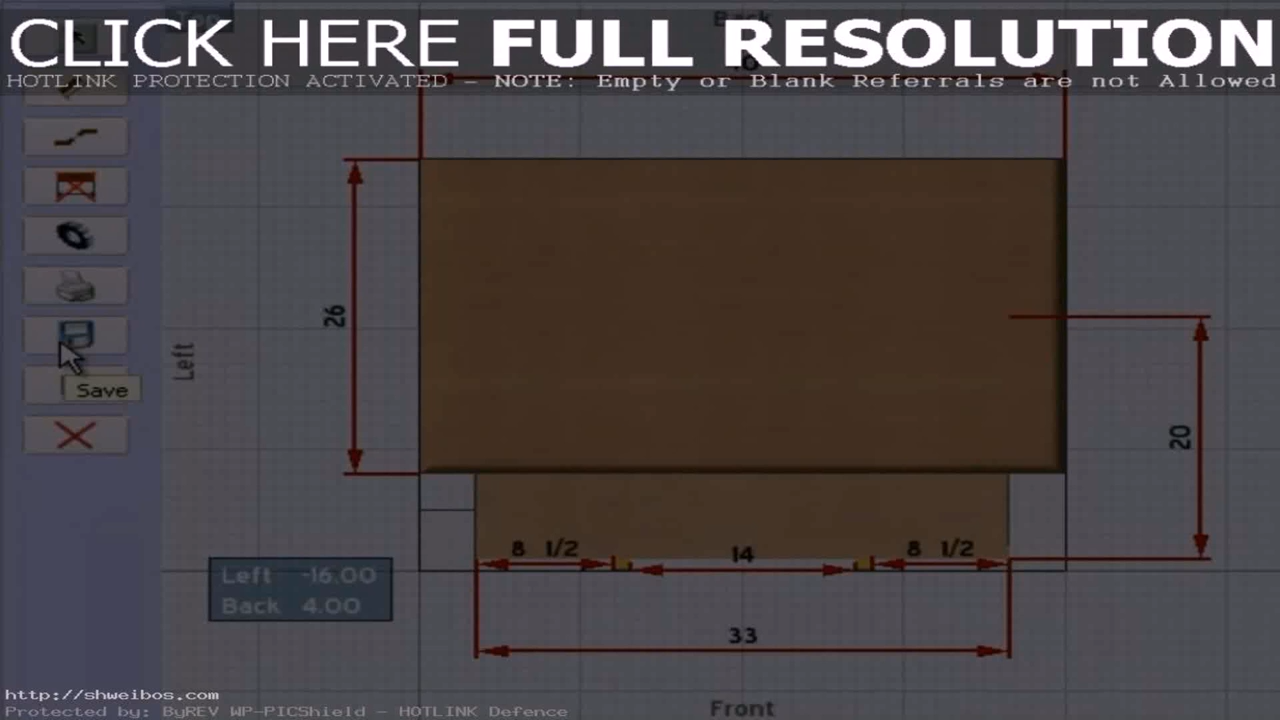 Back
CLICK HERE FULL RESOLUTION
HOTLINK PROTECTION ACTIVATED - NOTE: Empty or Blank Referrals are not Allowed
26
Left
Save
20
8 1/2
14
8 1/2
Left -16.00
Back 4.00
33
http://shweibos.com
Protected by: ByREV WP-PICShield - HOTLINK Defence
Front